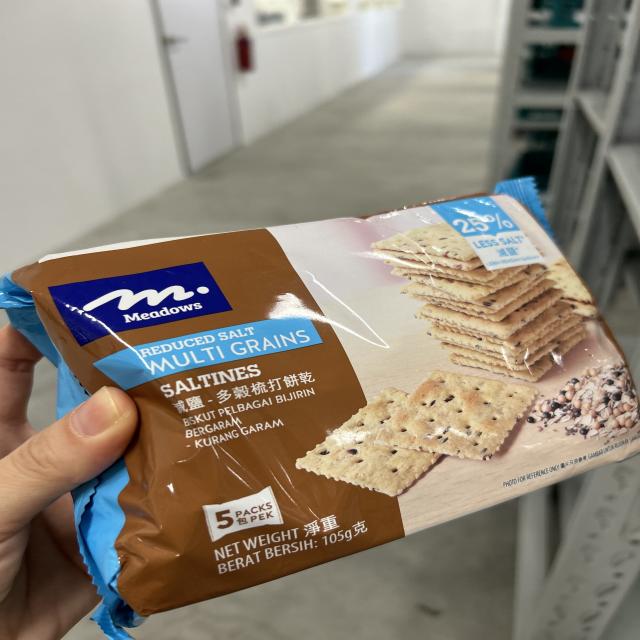 m.
Meadows
REDUCED SALT
MULTI GRAINS
SALTINES
減鹽 - 多穀梳打餅乾
BISKUT PELBAGAI BIJIRIN
BERGARAM
- KURANG GARAM
5 PACKS
包 PEK
NET WEIGHT 淨重
BERAT BERSIH: 105g克
25%
LESS SALT*
減鹽*
PHOTO FOR REFERENCE ONLY